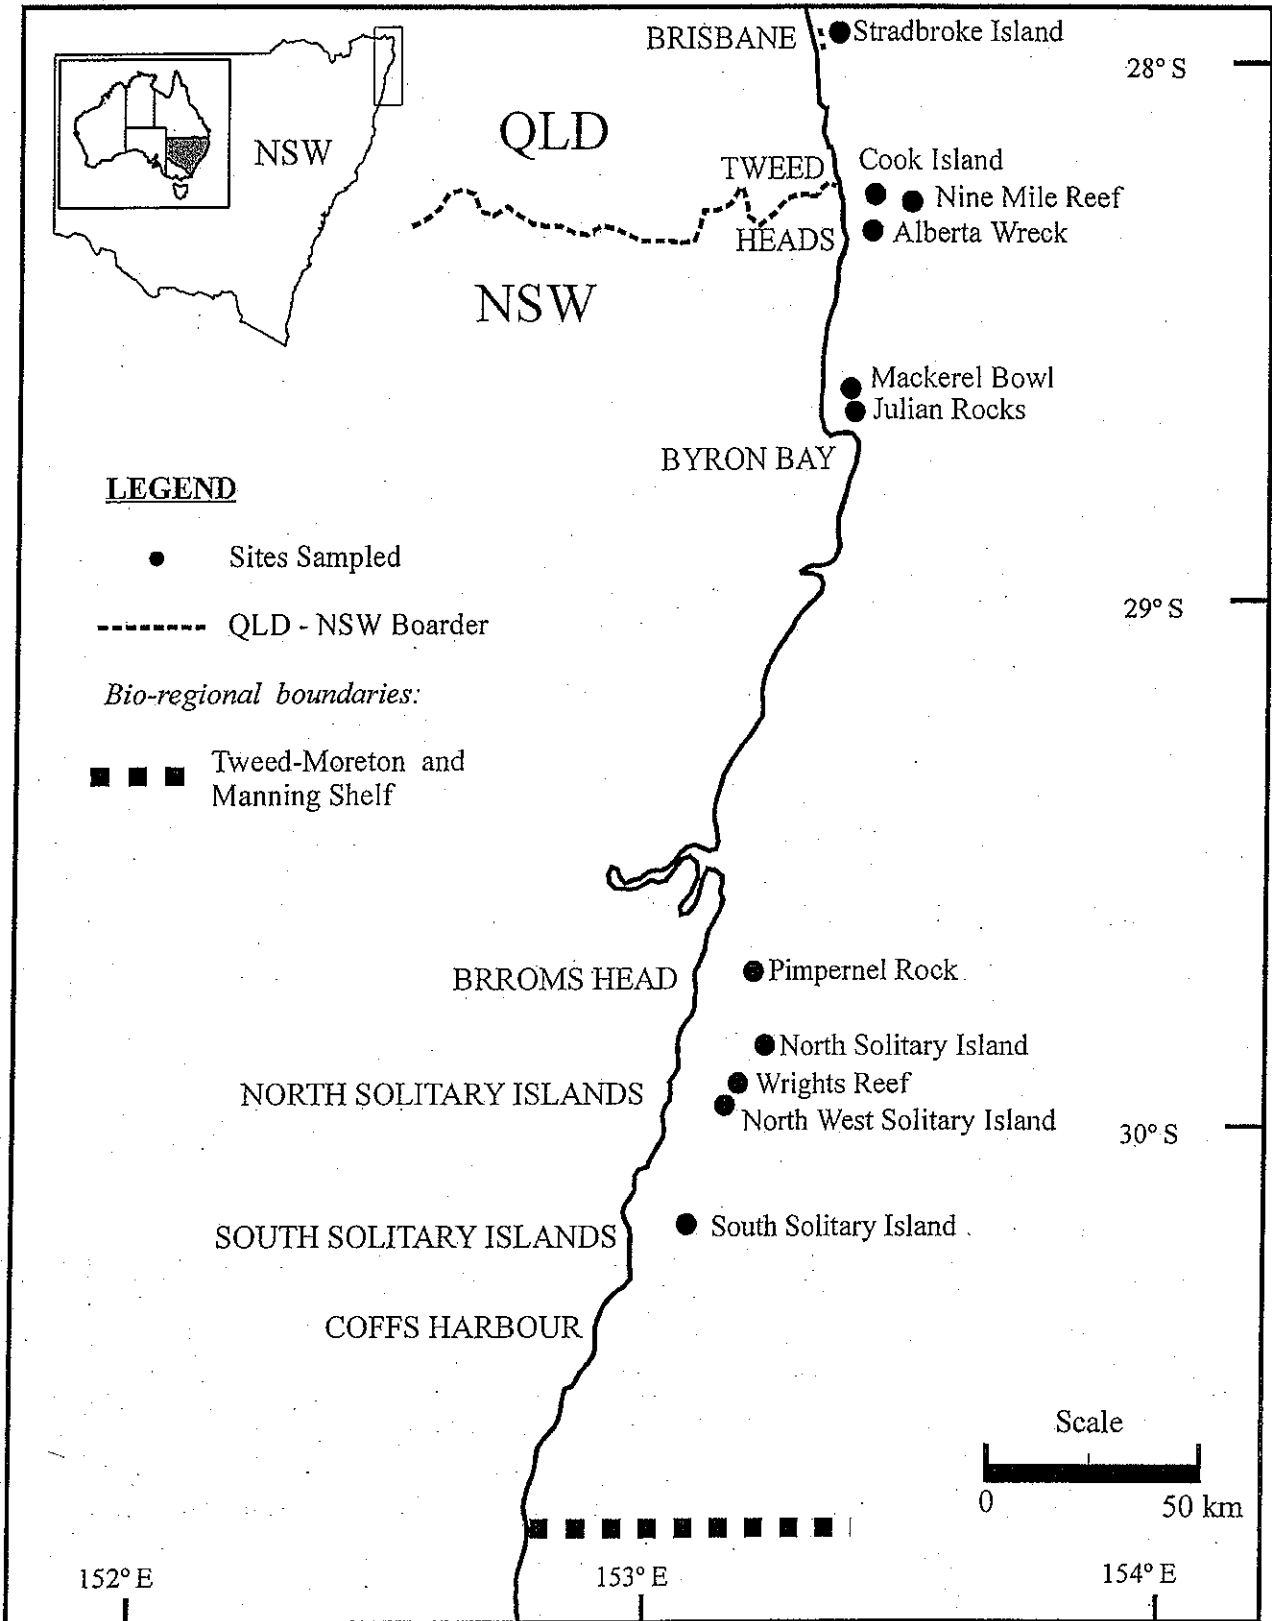 BRISBANE
Stradbroke Island
28° S
NSW
QLD
TWEED
HEADS
Cook Island
Nine Mile Reef
Alberta Wreck
NSW
Mackerel Bowl
Julian Rocks
BYRON BAY
LEGEND
Sites Sampled
QLD - NSW Boarder
Bio-regional boundaries:
Tweed-Moreton and
Manning Shelf
29° S
BRROMS HEAD
Pimpernel Rock
North Solitary Island
NORTH SOLITARY ISLANDS
Wrights Reef
North West Solitary Island
30° S
SOUTH SOLITARY ISLANDS
South Solitary Island
COFFS HARBOUR
Scale
0
50 km
152° E
153° E
154° E